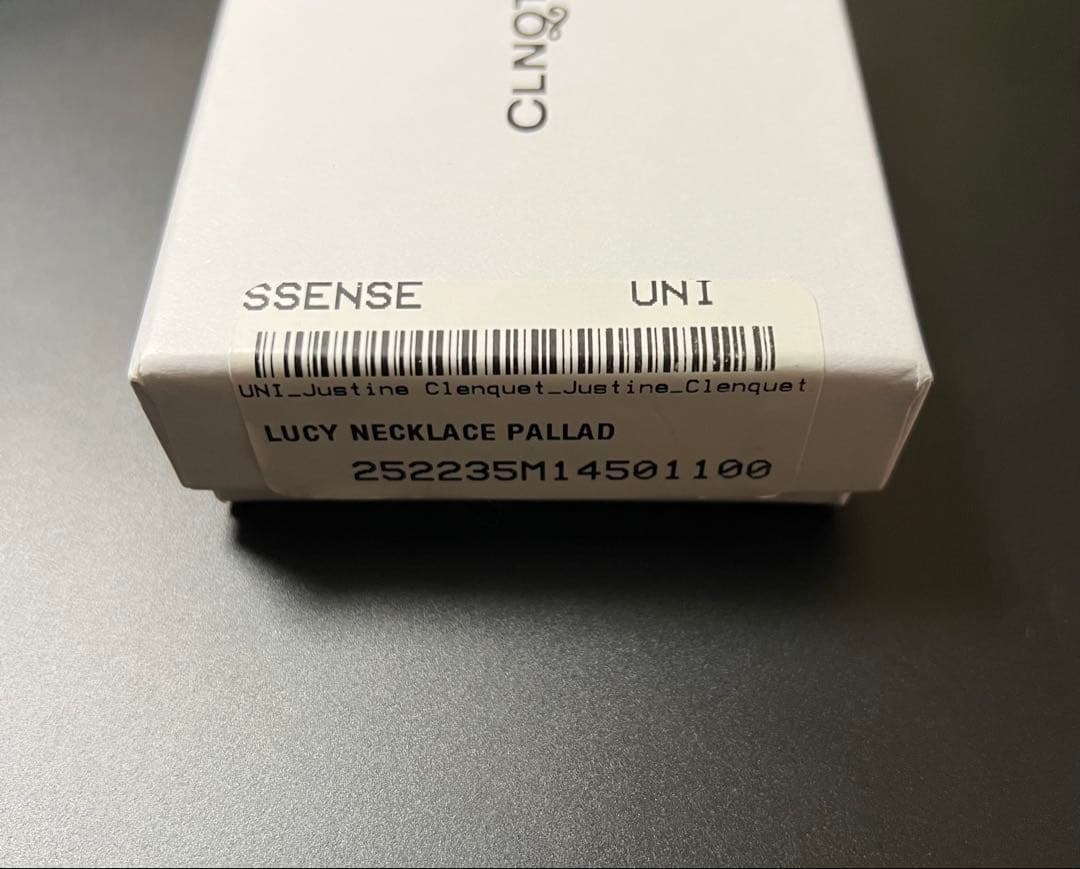 CLNQT
SSENSE UNI
UNI_Justine Clenquet_Justine_Clenquet
LUCY NECKLACE PALLAD
252235M14501100